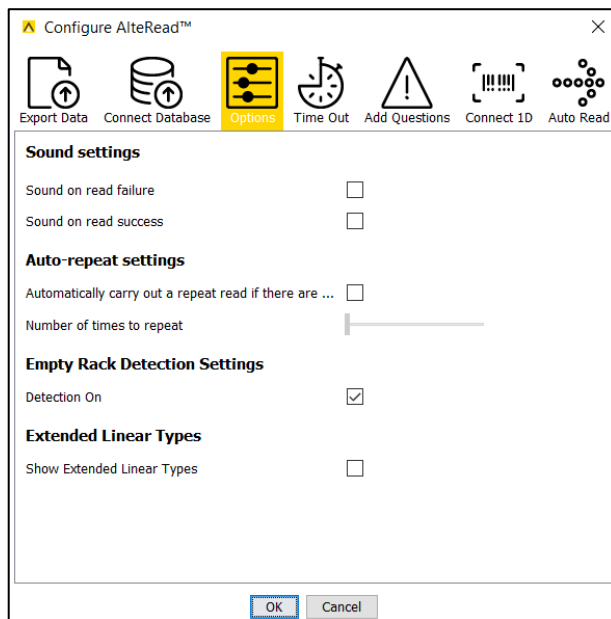 Configure AlteRead™
Export Data Connect Database Options Time Out Add Questions Connect 1D Auto Read
Sound settings
Sound on read failure
Sound on read success
Auto-repeat settings
Automatically carry out a repeat read if there are ...
Number of times to repeat
Empty Rack Detection Settings
Detection On
Extended Linear Types
Show Extended Linear Types
OK Cancel